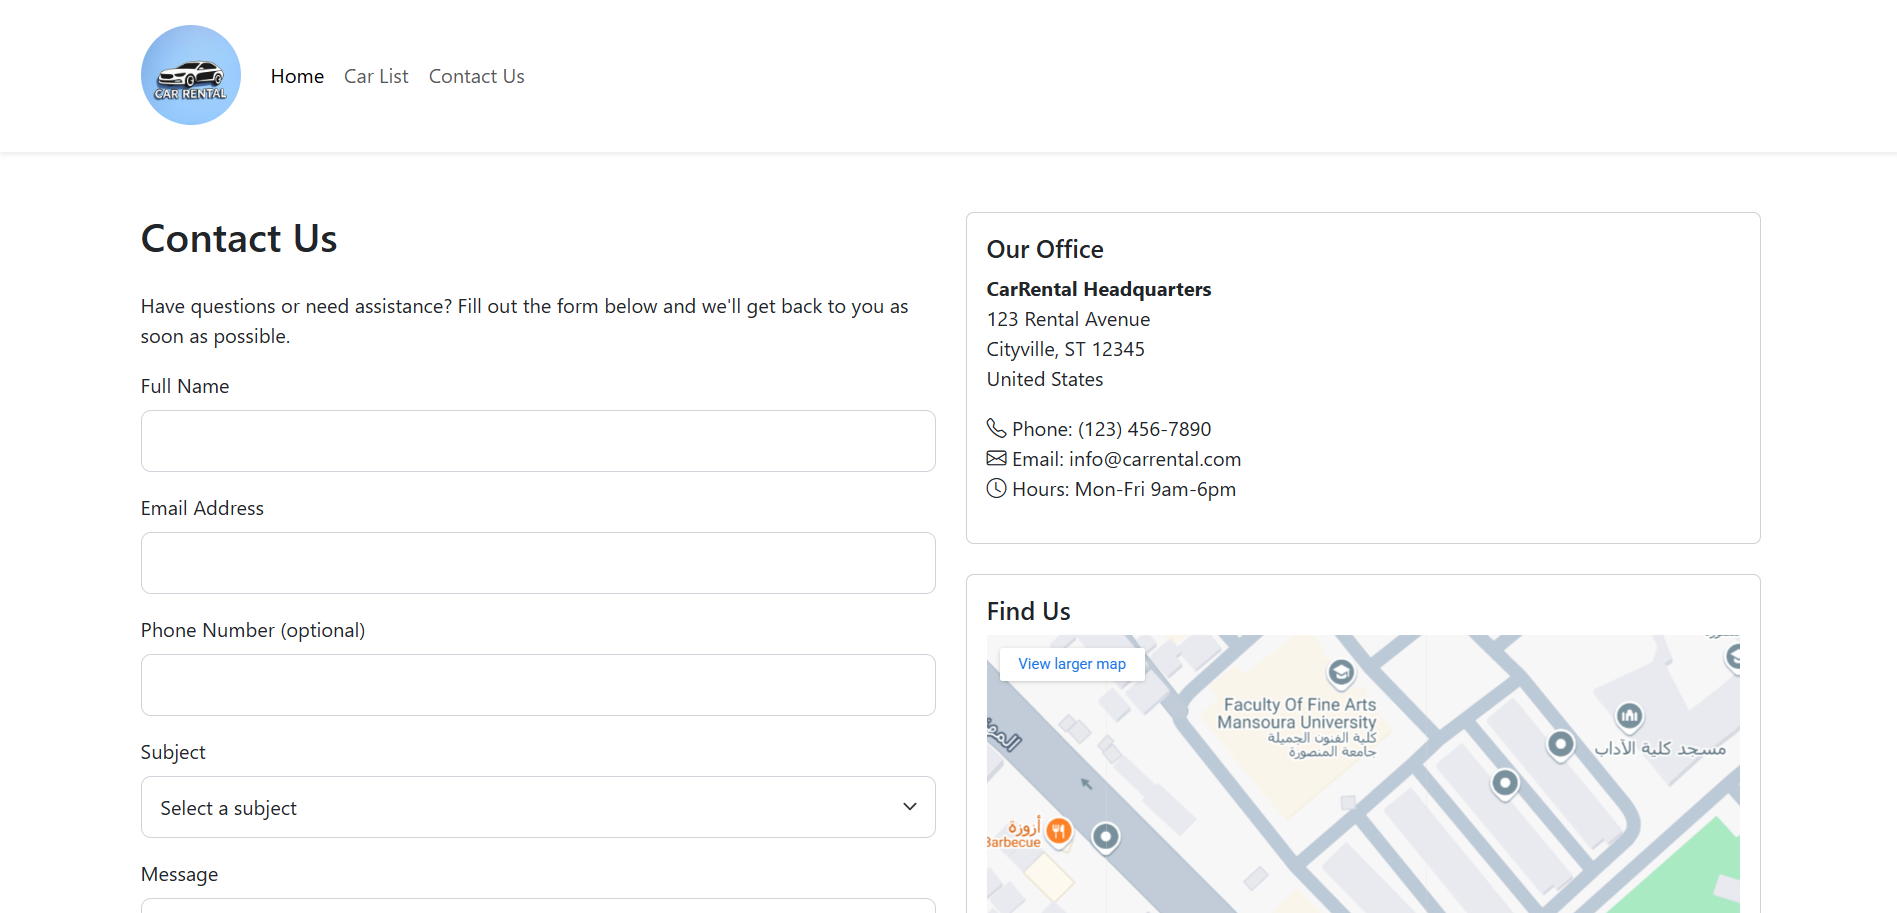 CAR RENTAL
Home
Car List
Contact Us
Contact Us
Have questions or need assistance? Fill out the form below and we'll get back to you as
soon as possible.
Full Name
Email Address
Phone Number (optional)
Subject
Select a subject
Message
Our Office
CarRental Headquarters
123 Rental Avenue
Cityville, ST 12345
United States
Phone: (123) 456-7890
Email: info@carrental.com
Hours: Mon-Fri 9am-6pm
Find Us
View larger map
Faculty Of Fine Arts
Mansoura University
كلية الفنون الجميلة
جامعة المنصورة
مسجد كلية الآداب
أزوزة
Barbecue